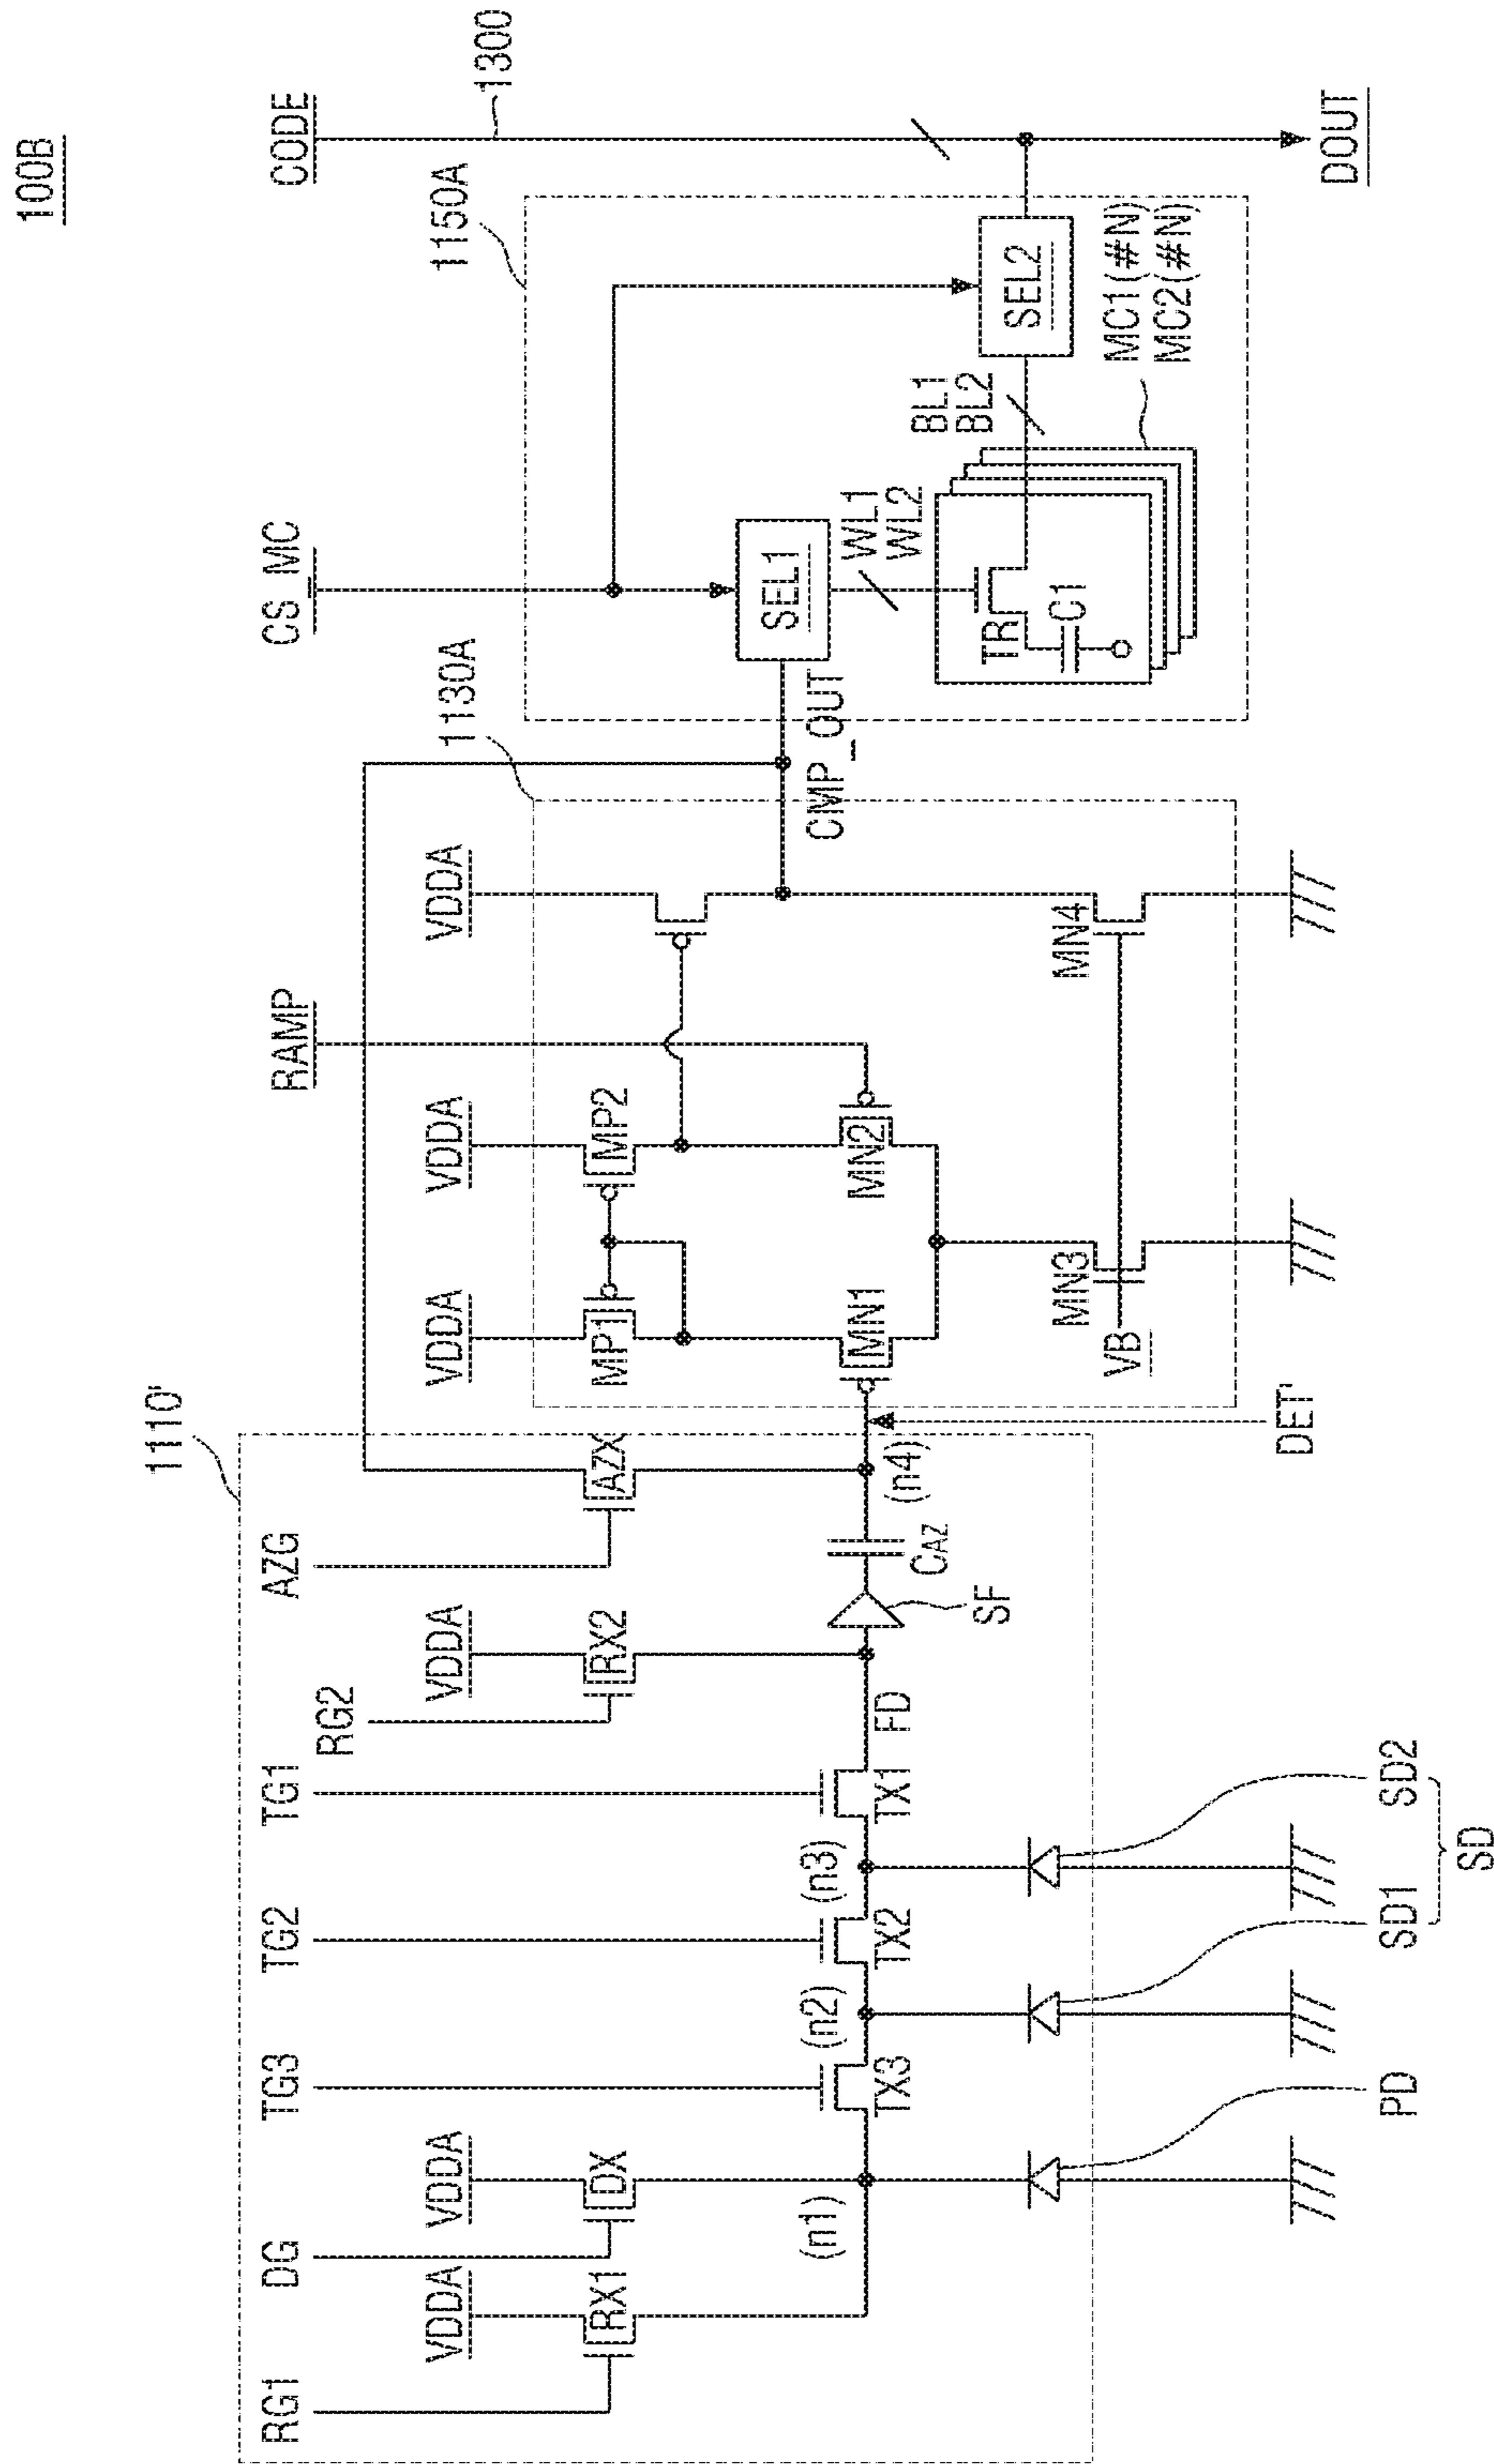 100B
1110'
1130A
1150A
RG1
DG
TG3
TG2
TG1
RG2
AZG
RAMP
CS_MC
CODE
1300
VDDA
VDDA
VDDA
VDDA
VDDA
VDDA
RX1
DX
RX2
AZX
MP1
MP2
SEL1
SEL2
(n1)
(n2)
(n3)
(n4)
TX3
TX2
TX1
FD
SF
CAZ
MN1
MN2
CMP_OUT
WL1
WL2
BL1
BL2
TR
C1
MC1(#N)
MC2(#N)
VB
MN3
MN4
DET'
DOUT
PD
SD1
SD2
SD